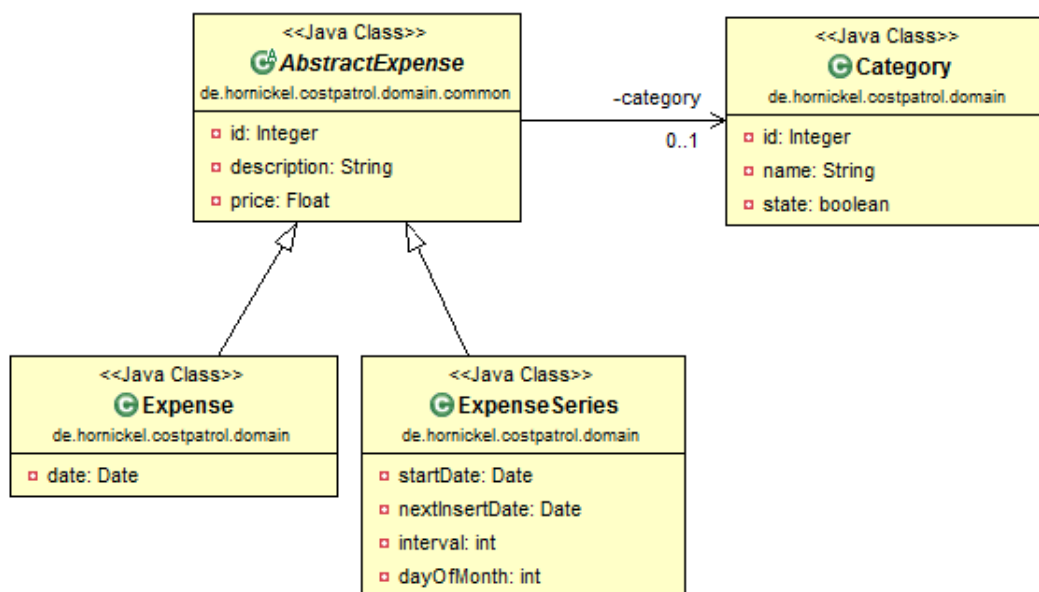 <<Java Class>>
AbstractExpense
de.hornickel.costpatrol.domain.common
id: Integer
description: String
price: Float
-category
0..1
<<Java Class>>
Category
de.hornickel.costpatrol.domain
id: Integer
name: String
state: boolean
<<Java Class>>
Expense
de.hornickel.costpatrol.domain
date: Date
<<Java Class>>
ExpenseSeries
de.hornickel.costpatrol.domain
startDate: Date
nextInsertDate: Date
interval: int
dayOfMonth: int